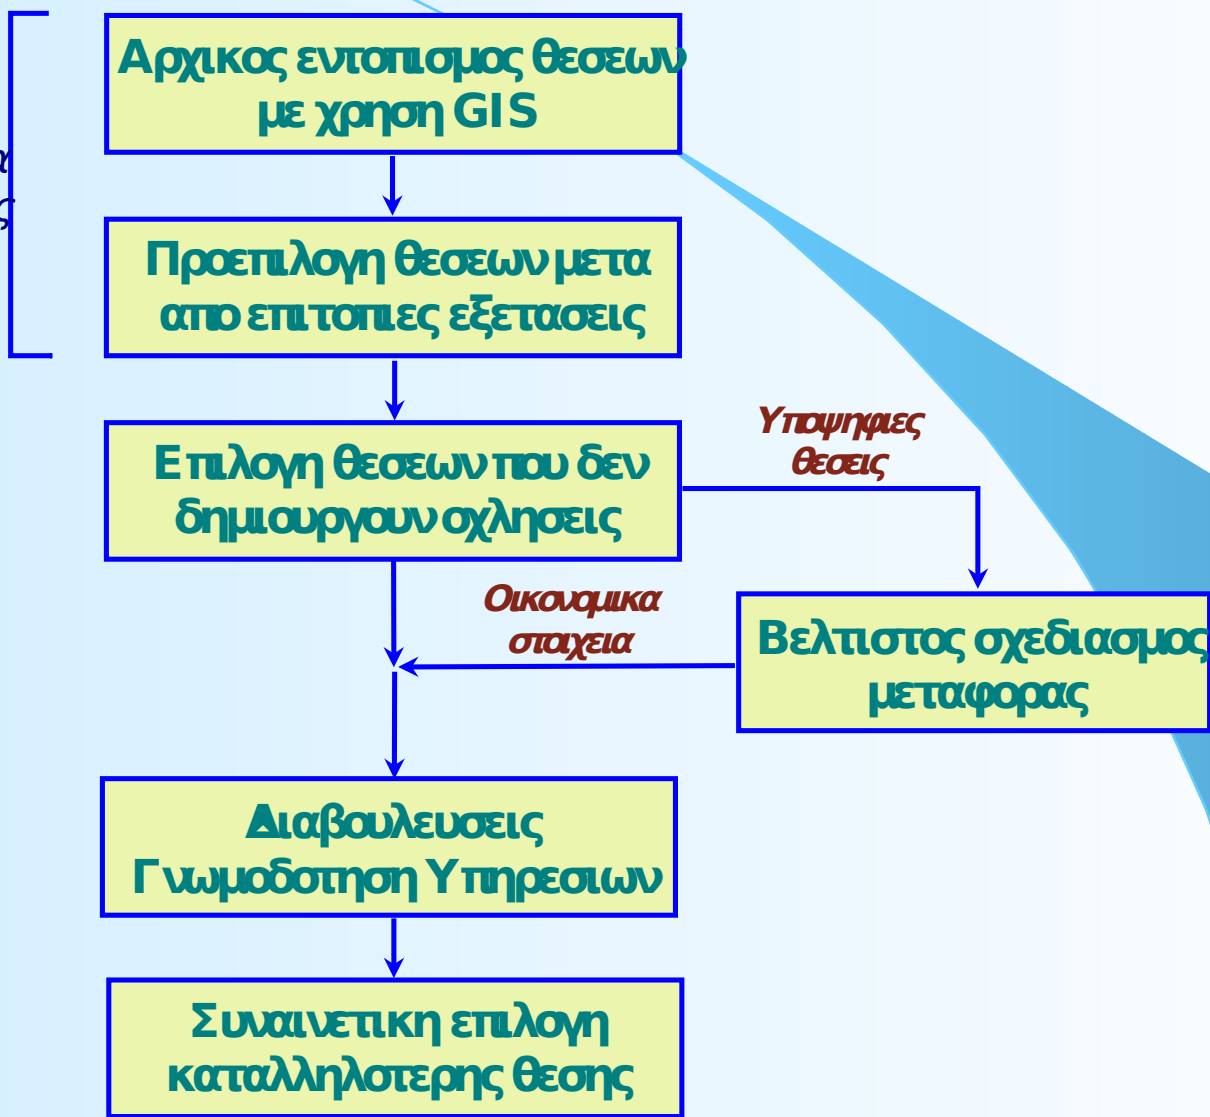 Αρχικος εντοπισμος θεσεων
με χρηση GIS
Προεπιλογη θεσεων μετα
απο επιτοπιες εξετασεις
Επιλογη θεσεων που δεν
δημιουργουν οχλησεις
Υποψηφιες
θεσεις
Οικονομικα
στοιχεια
Βελτιστος σχεδιασμος
μεταφορας
Διαβουλευσεις
Γνωμοδοτηση Υπηρεσιων
Συναινετικη επιλογη
καταλληλοτερης θεσης